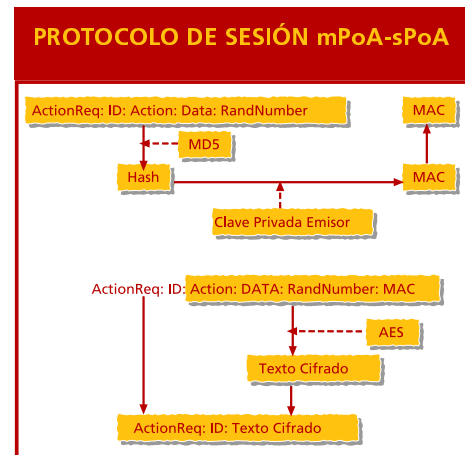 PROTOCOLO DE SESIÓN mPoA-sPoA
ActionReq: ID: Action: Data: RandNumber
MAC
MD5
Hash
MAC
Clave Privada Emisor
ActionReq: ID: Action: DATA: RandNumber: MAC
AES
Texto Cifrado
ActionReq: ID: Texto Cifrado